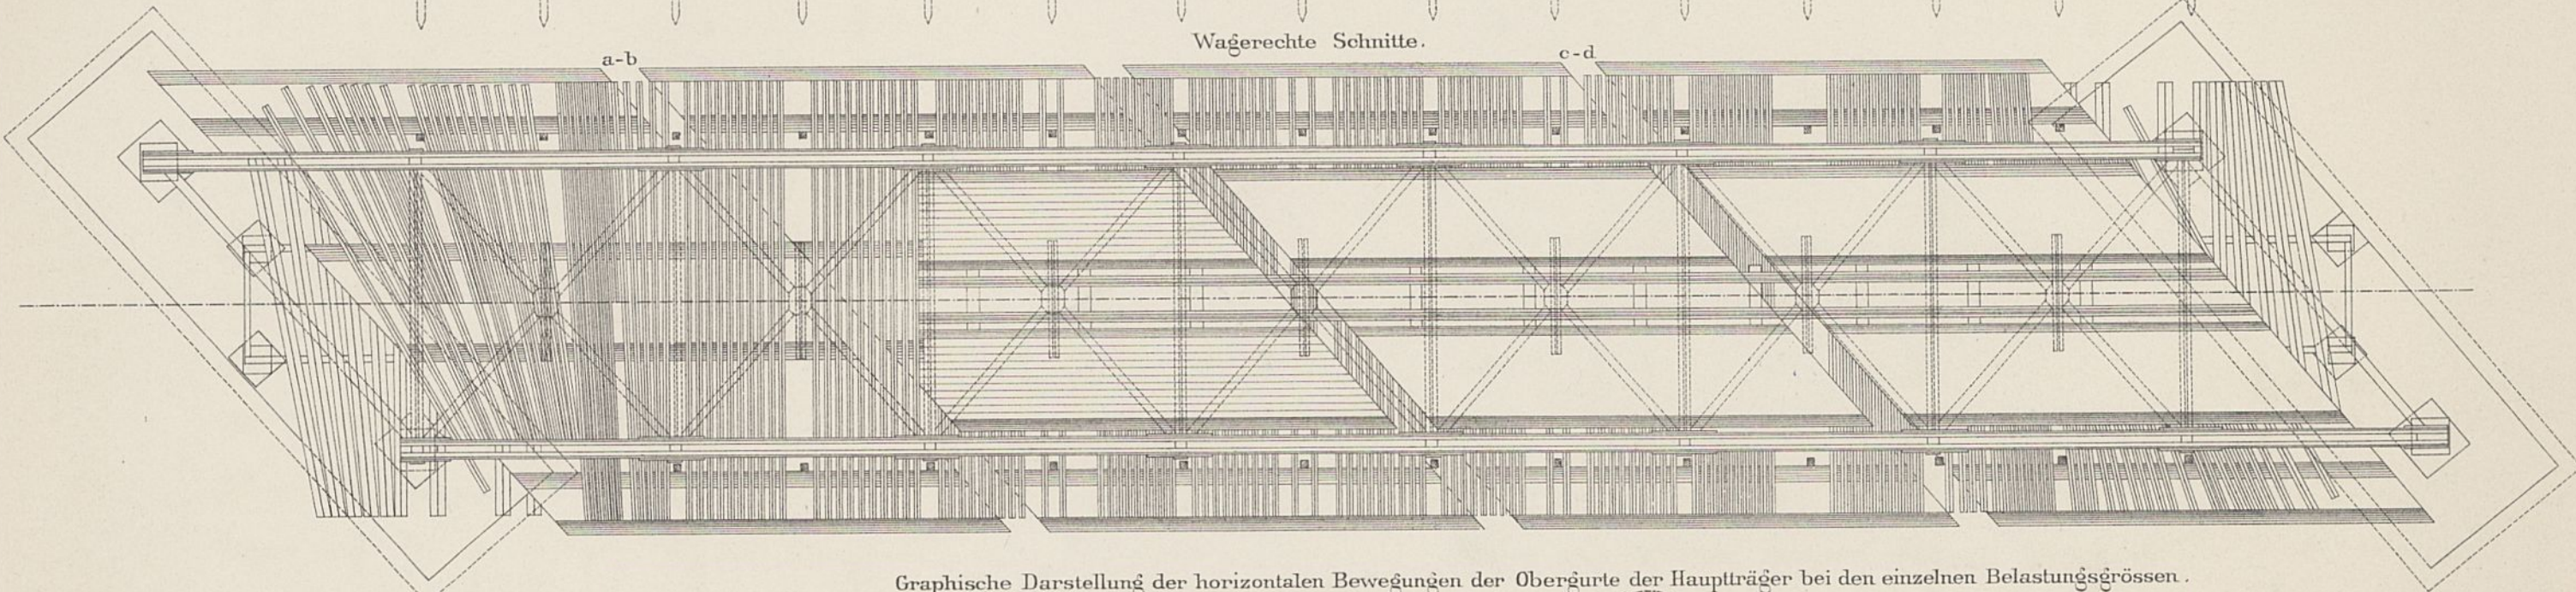 Wagerechte Schnitte.
a-b
c-d
Graphische Darstellung der horizontalen Bewegungen der Obergurte der Hauptträger bei den einzelnen Belastungsgrössen.